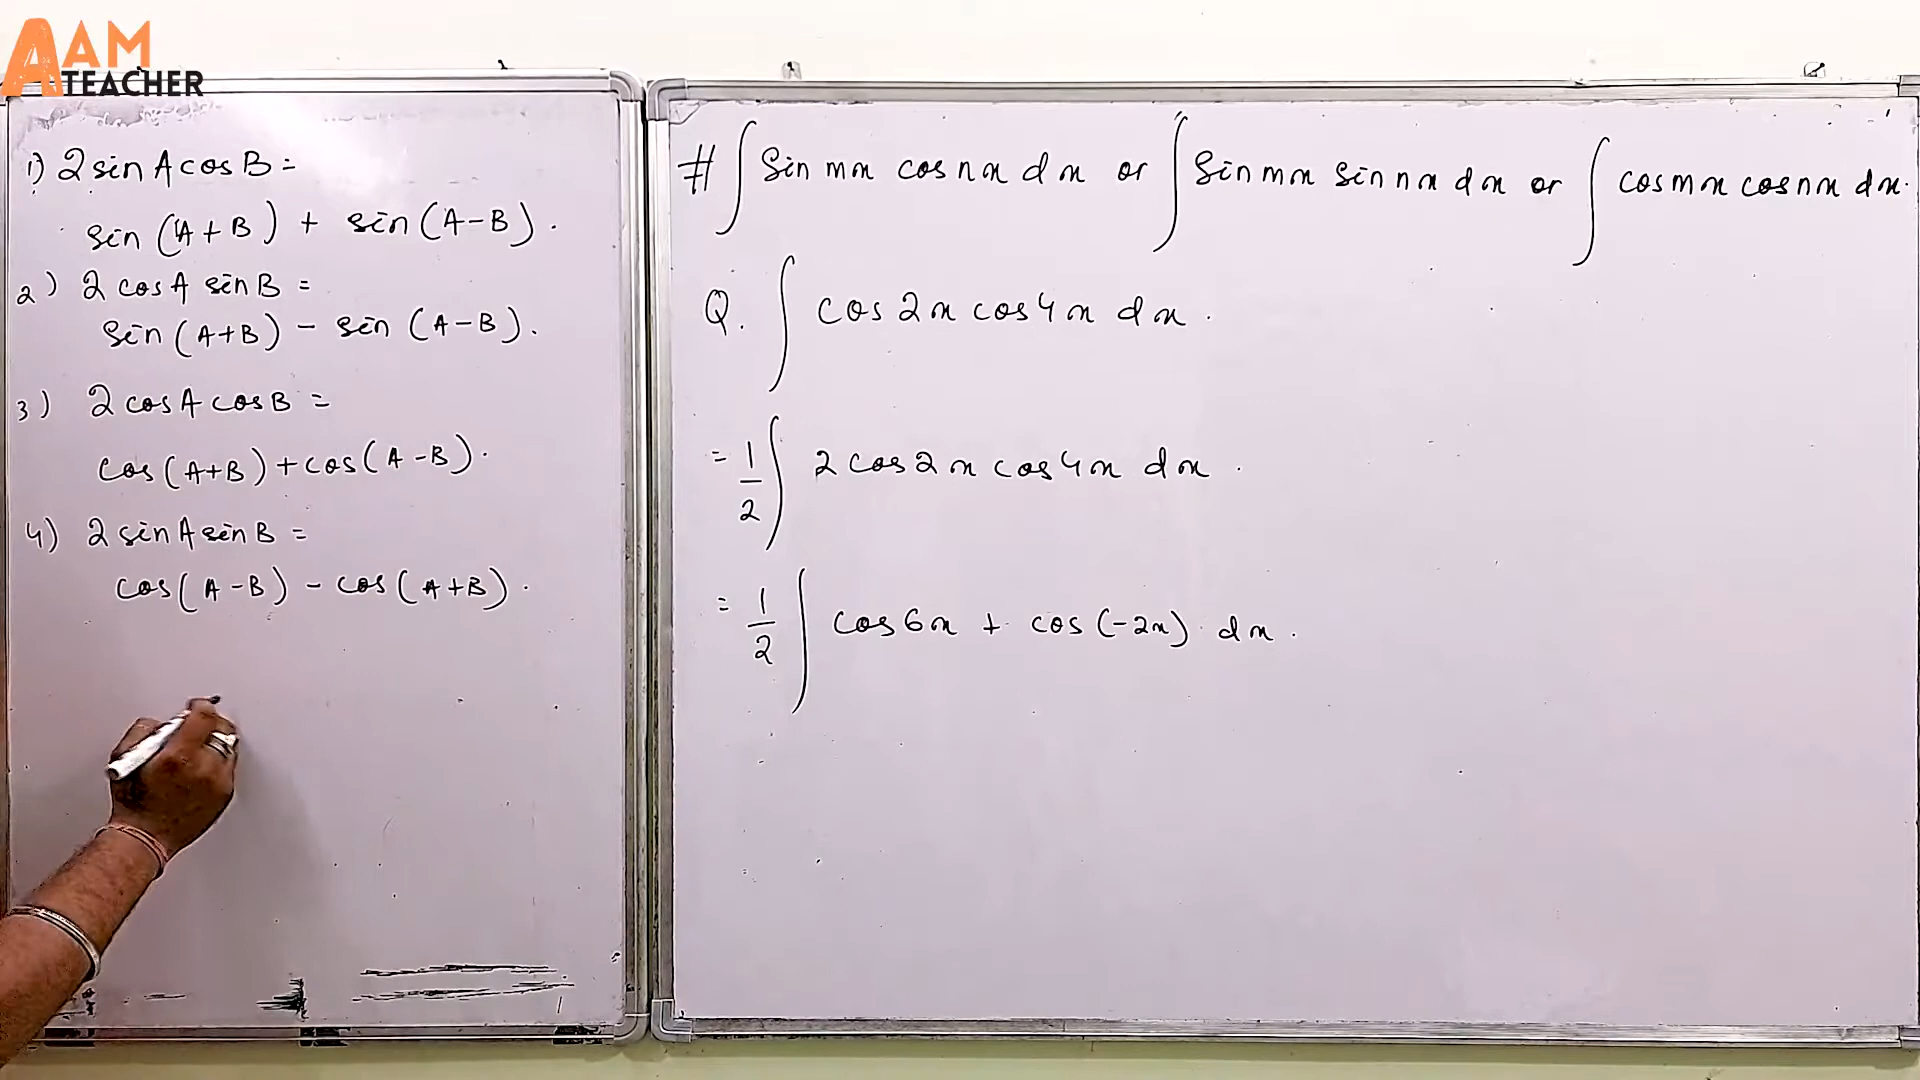 AAM
TEACHER
1) 2 sin A cos B =
sin (A + B) + sin (A - B).
2) 2 cos A sin B =
sin (A + B) - sin (A - B).
3) 2 cos A cos B =
cos (A + B) + cos (A - B).
4) 2 sin A sin B =
cos (A - B) - cos (A + B).
# ∫ sin mx cos nx dx or ∫ sin mx sin nx dx or ∫ cos mx cos nx dx.
Q. ∫ cos 2x cos 4x dx.
= 1/2 ∫ 2 cos 2x cos 4x dx.
= 1/2 ∫ cos 6x + cos (-2x) dx.